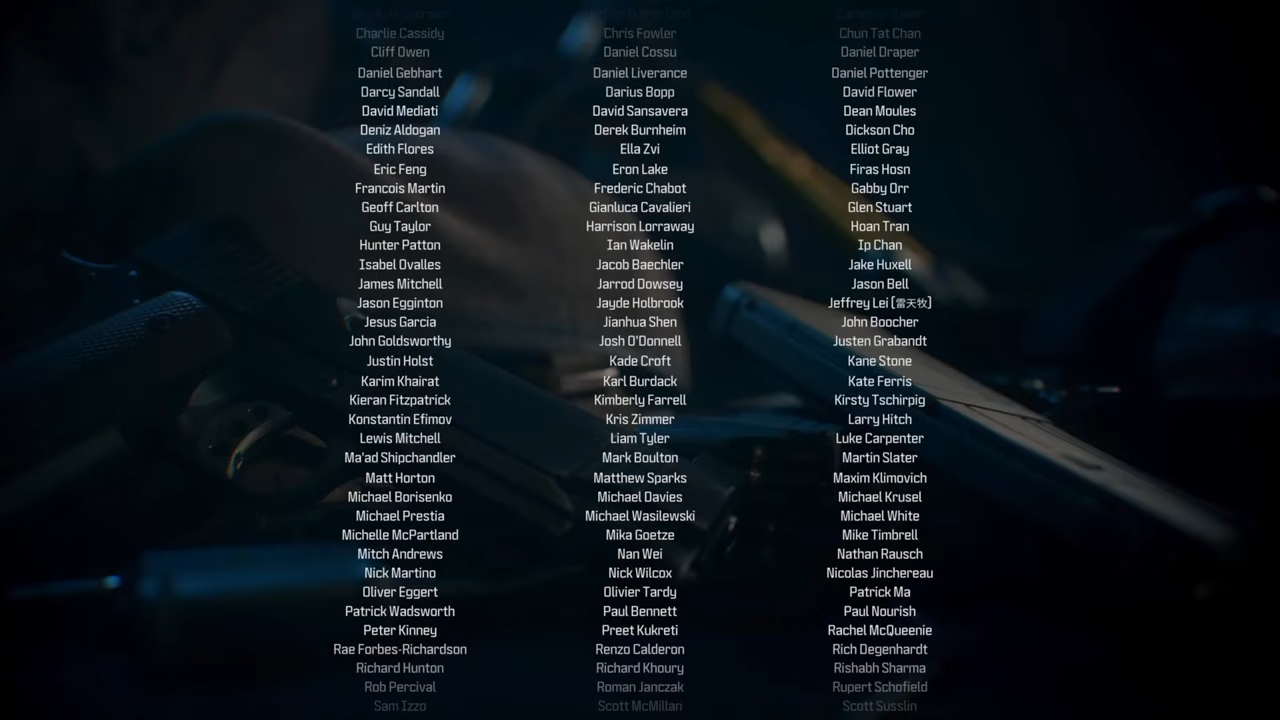 Charlie Cassidy Chris Fowler Chun Tat Chan
Cliff Owen Daniel Cossu Daniel Draper
Daniel Gebhart Daniel Liverance Daniel Pottenger
Darcy Sandall Darius Bopp David Flower
David Mediati David Sansavera Dean Moules
Deniz Aldogan Derek Burnheim Dickson Cho
Edith Flores Ella Zvi Elliot Gray
Eric Feng Eron Lake Firas Hosn
Francois Martin Frederic Chabot Gabby Orr
Geoff Carlton Gianluca Cavalieri Glen Stuart
Guy Taylor Harrison Lorraway Hoan Tran
Hunter Patton Ian Wakelin Ip Chan
Isabel Ovalles Jacob Baechler Jake Huxell
James Mitchell Jarrod Dowsey Jason Bell
Jason Egginton Jayde Holbrook Jeffrey Lei (雷天牧)
Jesus Garcia Jianhua Shen John Boocher
John Goldsworthy Josh O'Donnell Justen Grabandt
Justin Holst Kade Croft Kane Stone
Karim Khairat Karl Burdack Kate Ferris
Kieran Fitzpatrick Kimberly Farrell Kirsty Tschirpig
Konstantin Efimov Kris Zimmer Larry Hitch
Lewis Mitchell Liam Tyler Luke Carpenter
Ma'ad Shipchandler Mark Boulton Martin Slater
Matt Horton Matthew Sparks Maxim Klimovich
Michael Borisenko Michael Davies Michael Krusel
Michael Prestia Michael Wasilewski Michael White
Michelle McPartland Mika Goetze Mike Timbrell
Mitch Andrews Nan Wei Nathan Rausch
Nick Martino Nick Wilcox Nicolas Jinchereau
Oliver Eggert Olivier Tardy Patrick Ma
Patrick Wadsworth Paul Bennett Paul Nourish
Peter Kinney Preet Kukreti Rachel McQueenie
Rae Forbes-Richardson Renzo Calderon Rich Degenhardt
Richard Hunton Richard Khoury Rishabh Sharma
Rob Percival Roman Janczak Rupert Schofield
Sam Izzo Scott McMillan Scott Susslin